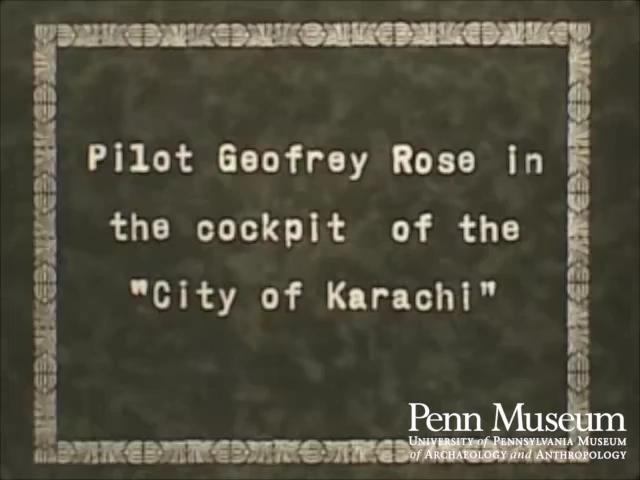 Pilot Geofrey Rose in
the cockpit of the
"City of Karachi"
Penn Museum
University of Pennsylvania Museum
of Archaeology and Anthropology